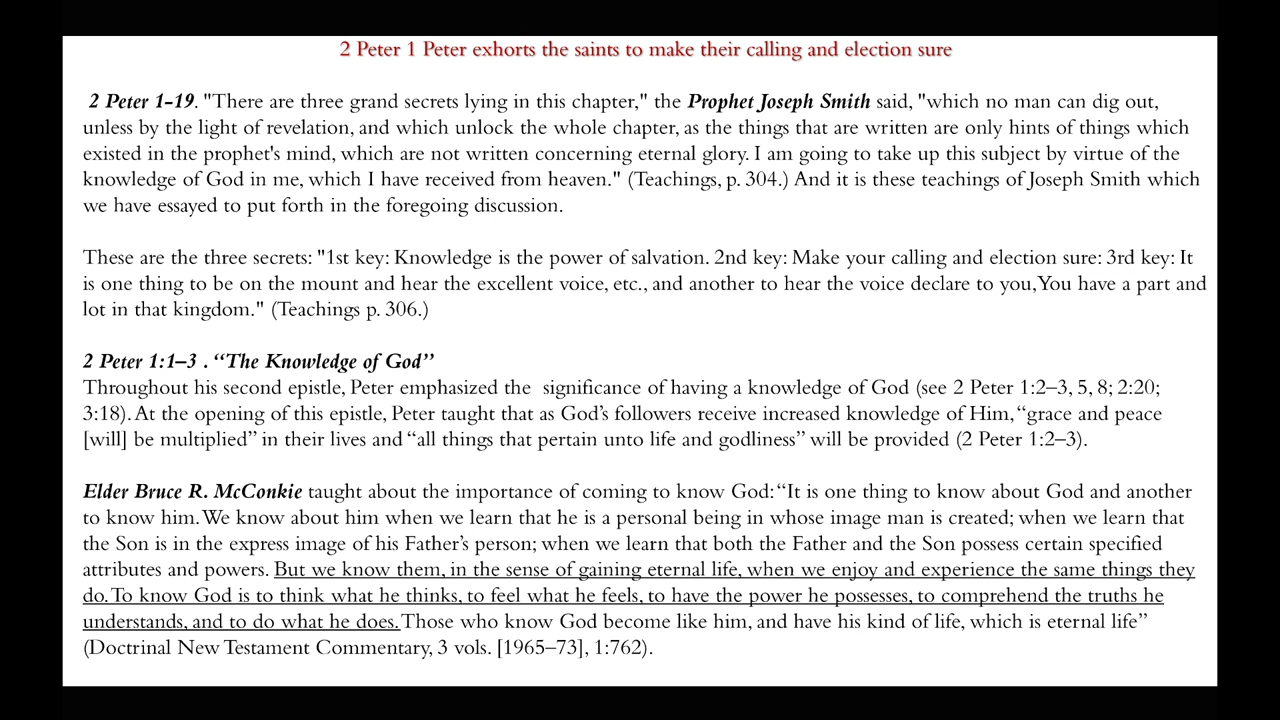 2 Peter 1 Peter exhorts the saints to make their calling and election sure
2 Peter 1-19. "There are three grand secrets lying in this chapter," the Prophet Joseph Smith said, "which no man can dig out,
unless by the light of revelation, and which unlock the whole chapter, as the things that are written are only hints of things which
existed in the prophet's mind, which are not written concerning eternal glory. I am going to take up this subject by virtue of the
knowledge of God in me, which I have received from heaven." (Teachings, p. 304.) And it is these teachings of Joseph Smith which
we have essayed to put forth in the foregoing discussion.
These are the three secrets: "1st key: Knowledge is the power of salvation. 2nd key: Make your calling and election sure: 3rd key: It
is one thing to be on the mount and hear the excellent voice, etc., and another to hear the voice declare to you, You have a part and
lot in that kingdom." (Teachings p. 306.)
2 Peter 1:1–3 . “The Knowledge of God”
Throughout his second epistle, Peter emphasized the significance of having a knowledge of God (see 2 Peter 1:2–3, 5, 8; 2:20;
3:18). At the opening of this epistle, Peter taught that as God’s followers receive increased knowledge of Him, “grace and peace
[will] be multiplied” in their lives and “all things that pertain unto life and godliness” will be provided (2 Peter 1:2–3).
Elder Bruce R. McConkie taught about the importance of coming to know God: “It is one thing to know about God and another
to know him. We know about him when we learn that he is a personal being in whose image man is created; when we learn that
the Son is in the express image of his Father’s person; when we learn that both the Father and the Son possess certain specified
attributes and powers. But we know them, in the sense of gaining eternal life, when we enjoy and experience the same things they
do. To know God is to think what he thinks, to feel what he feels, to have the power he possesses, to comprehend the truths he
understands, and to do what he does. Those who know God become like him, and have his kind of life, which is eternal life”
(Doctrinal New Testament Commentary, 3 vols. [1965–73], 1:762).